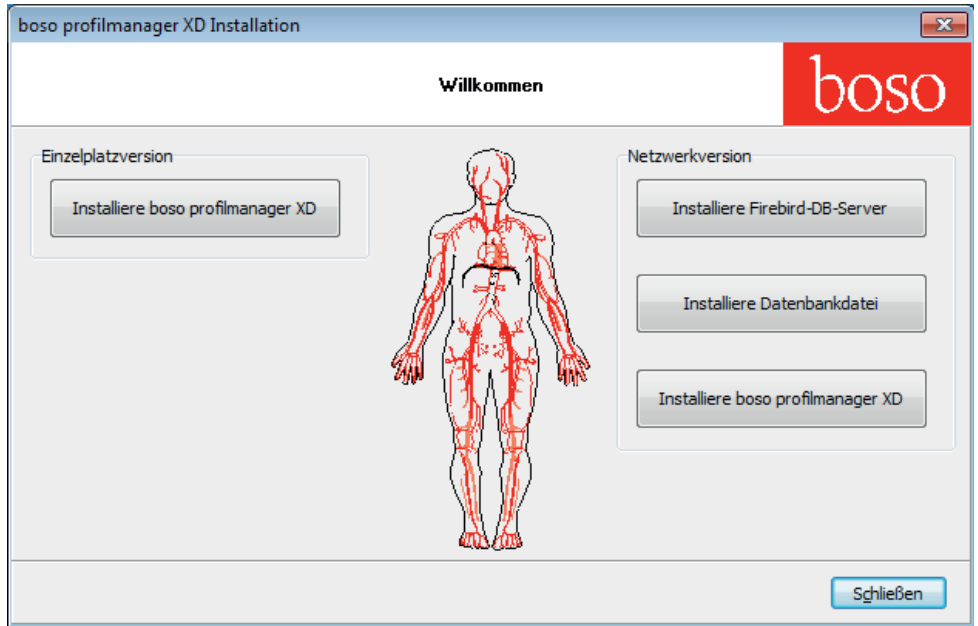 boso profilmanager XD Installation
Willkommen
boso
Einzelplatzversion
Installiere boso profilmanager XD
Netzwerkversion
Installiere Firebird-DB-Server
Installiere Datenbankdatei
Installiere boso profilmanager XD
Schließen